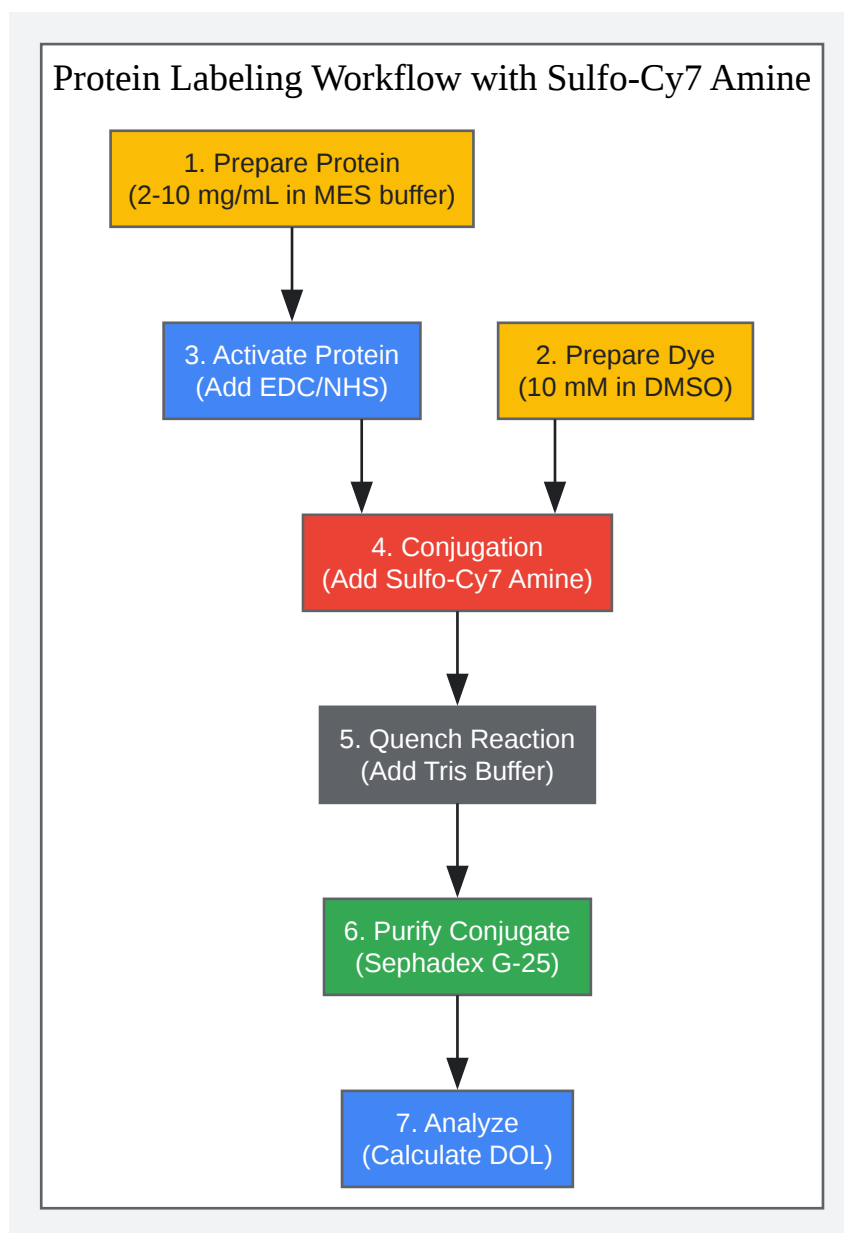 Protein Labeling Workflow with Sulfo-Cy7 Amine
1. Prepare Protein
(2-10 mg/mL in MES buffer)
3. Activate Protein
(Add EDC/NHS)
2. Prepare Dye
(10 mM in DMSO)
4. Conjugation
(Add Sulfo-Cy7 Amine)
5. Quench Reaction
(Add Tris Buffer)
6. Purify Conjugate
(Sephadex G-25)
7. Analyze
(Calculate DOL)